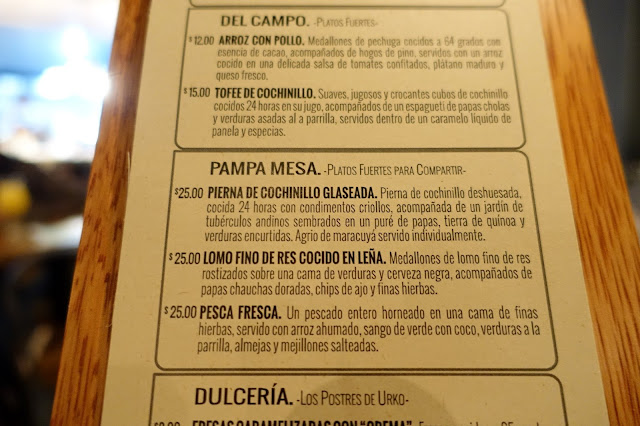 DEL CAMPO. -PLATOS FUERTES-
$12.00 ARROZ CON POLLO. Medallones de pechuga cocidos a 64 grados con
esencia de cacao, acompañados de hogos de pino, servidos con un arroz
cocido en una delicada salsa de tomates confitados, plátano maduro y
queso fresco.
$15.00 TOFEE DE COCHINILLO. Suaves, jugosos y crocantes cubos de cochinillo
cocidos 24 horas en su jugo, acompañados de un espagueti de papas cholas
y verduras asadas al a parrilla, servidos dentro de un caramelo líquido de
panela y especias.
PAMPA MESA. -PLATOS FUERTES PARA COMPARTIR-
$25.00 PIERNA DE COCHINILLO GLASEADA. Pierna de cochinillo deshuesada,
cocida 24 horas con condimentos criollos, acompañada de un jardín de
tubérculos andinos sembrados en un puré de papas, tierra de quinoa y
verduras encurtidas. Agrio de maracuyá servido individualmente.
$25.00 LOMO FINO DE RES COCIDO EN LEÑA. Medallones de lomo fino de res
rostizados sobre una cama de verduras y cerveza negra, acompañados de
papas chauchas doradas, chips de ajo y finas hierbas.
$25.00 PESCA FRESCA. Un pescado entero horneado en una cama de finas
hierbas, servido con arroz ahumado, sango de verde con coco, verduras a la
parrilla, almejas y mejillones salteadas.
DULCERÍA. -LOS POSTRES DE URKO-
FRESAS CARAMELIZADAS CON "CREMA".